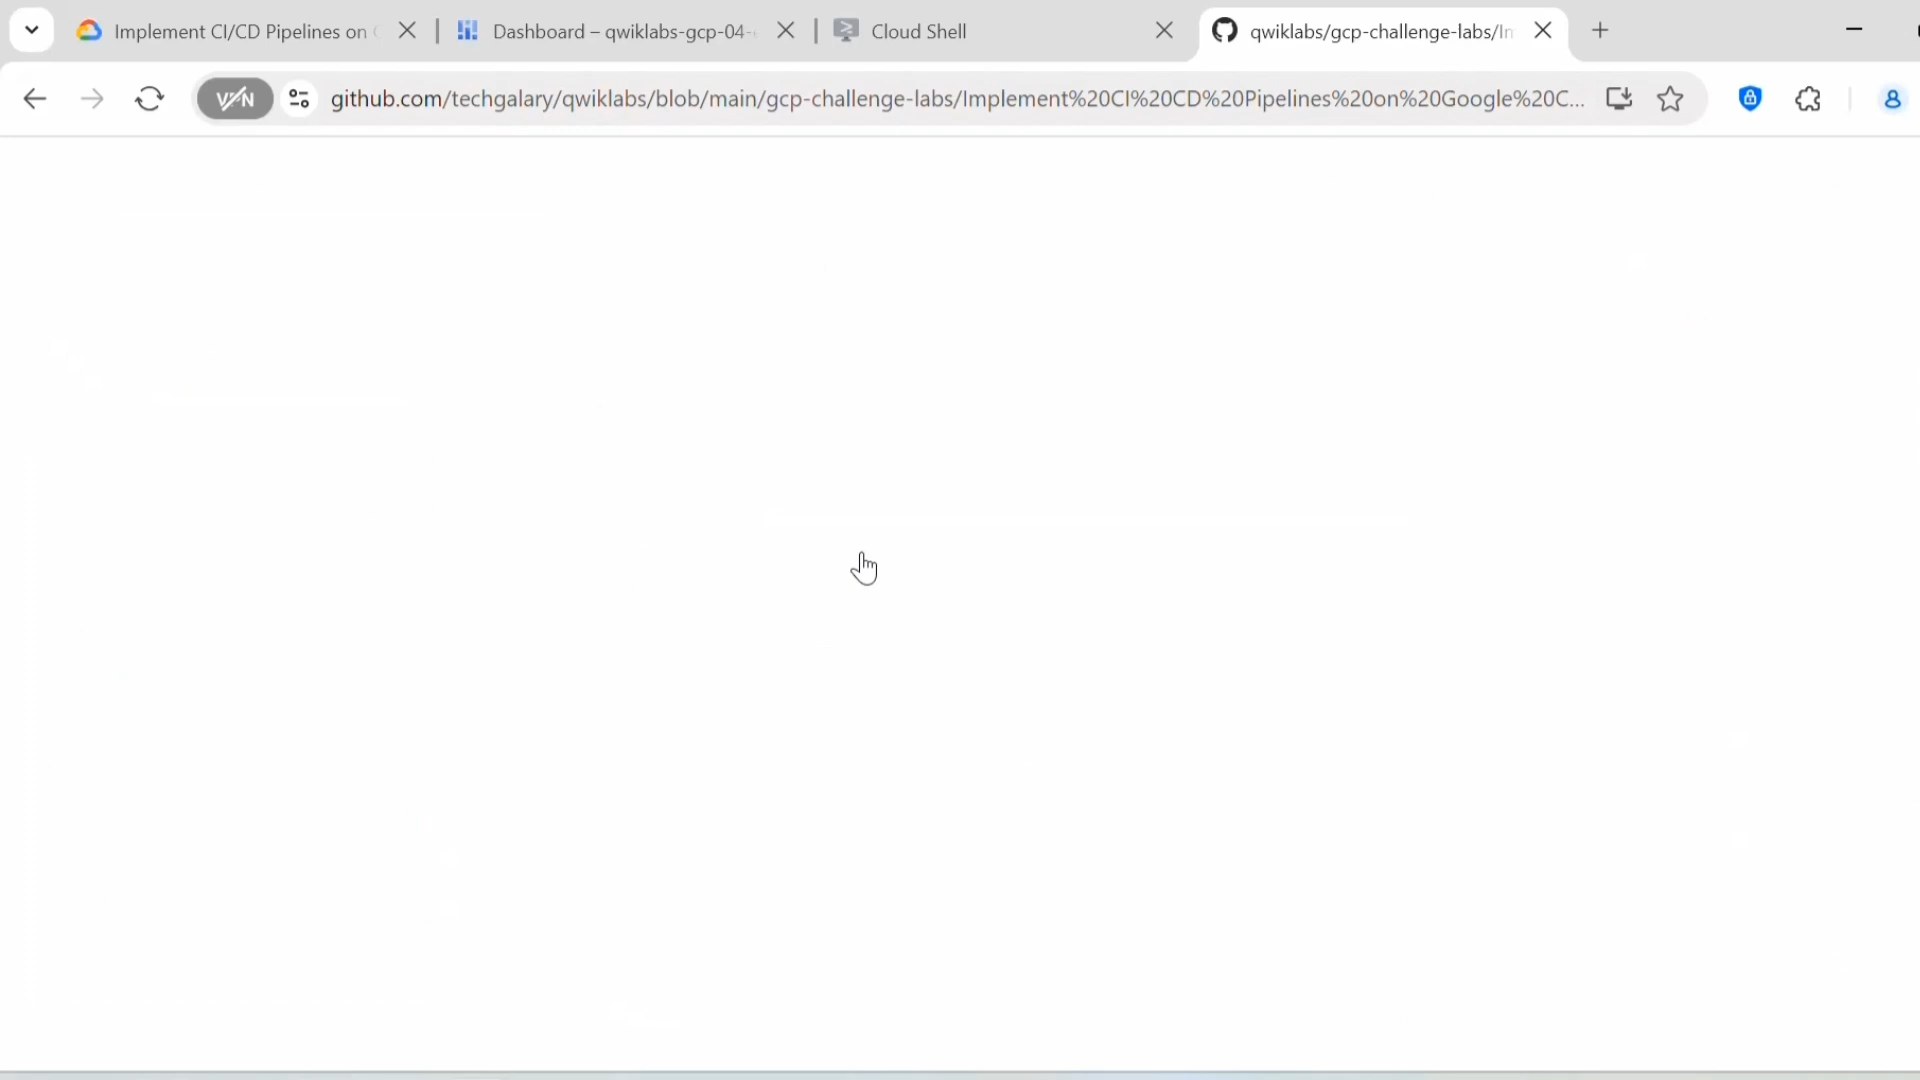 Implement CI/CD Pipelines on
Dashboard – qwiklabs-gcp-04-
Cloud Shell
qwiklabs/gcp-challenge-labs/Im
VPN
github.com/techgalary/qwiklabs/blob/main/gcp-challenge-labs/Implement%20CI%20CD%20Pipelines%20on%20Google%20C...